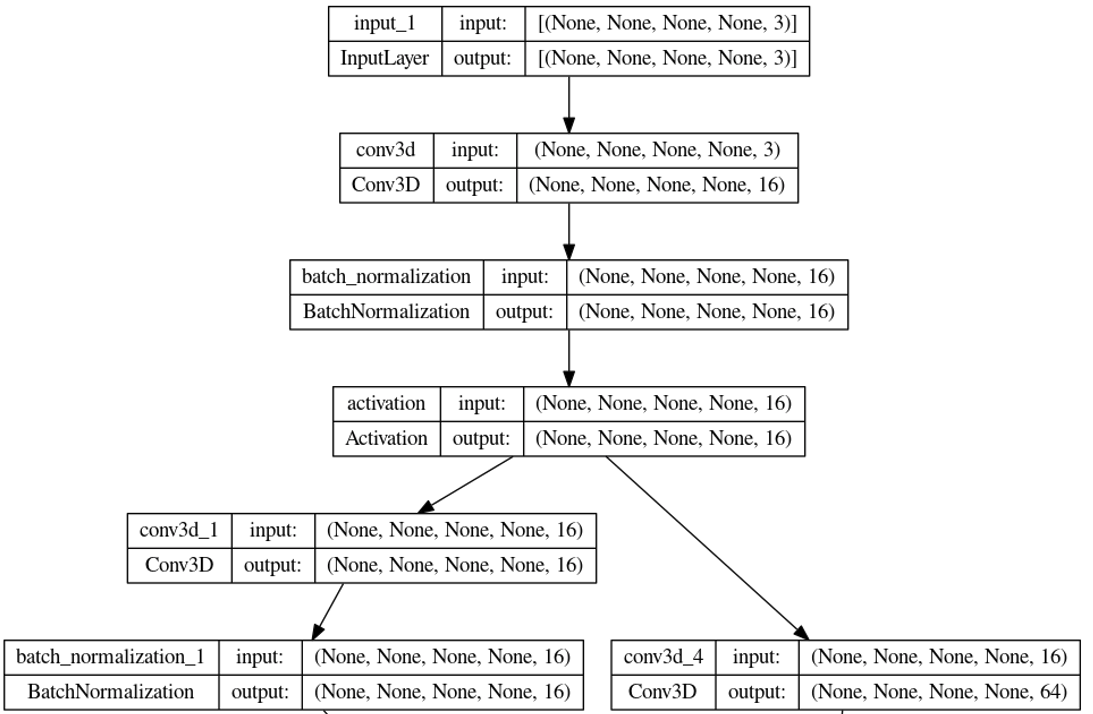 input_1 input: [(None, None, None, None, 3)]
InputLayer output: [(None, None, None, None, 3)]
conv3d input: (None, None, None, None, 3)
Conv3D output: (None, None, None, None, 16)
batch_normalization input: (None, None, None, None, 16)
BatchNormalization output: (None, None, None, None, 16)
activation input: (None, None, None, None, 16)
Activation output: (None, None, None, None, 16)
conv3d_1 input: (None, None, None, None, 16)
Conv3D output: (None, None, None, None, 16)
batch_normalization_1 input: (None, None, None, None, 16)
BatchNormalization output: (None, None, None, None, 16)
conv3d_4 input: (None, None, None, None, 16)
Conv3D output: (None, None, None, None, 64)